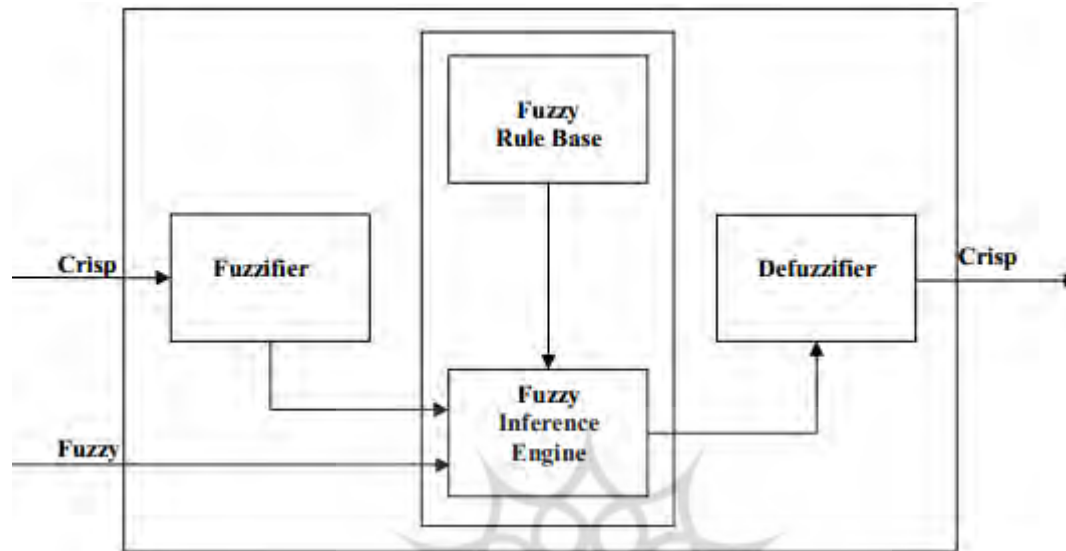 Fuzzy
Rule Base
Crisp
Fuzzifier
Defuzzifier
Crisp
Fuzzy
Inference
Engine
Fuzzy